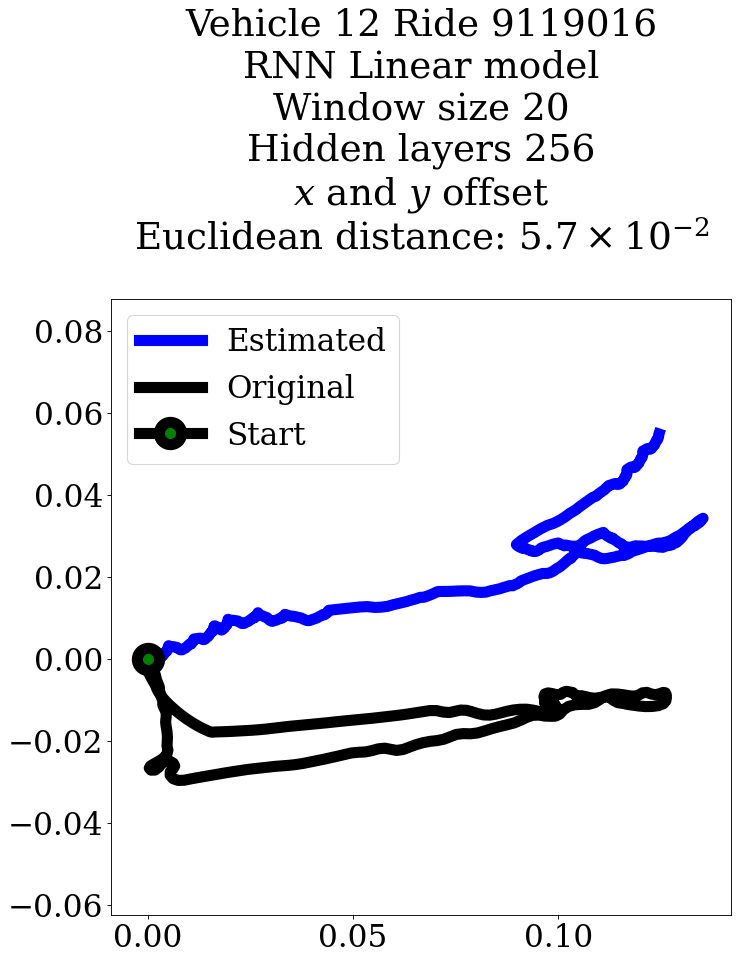 Vehicle 12 Ride 9119016
RNN Linear model
Window size 20
Hidden layers 256
x and y offset
Euclidean distance: 5.7 × 10⁻²
Estimated
Original
Start
0.08
0.06
0.04
0.02
0.00
−0.02
−0.04
−0.06
0.00 0.05 0.10